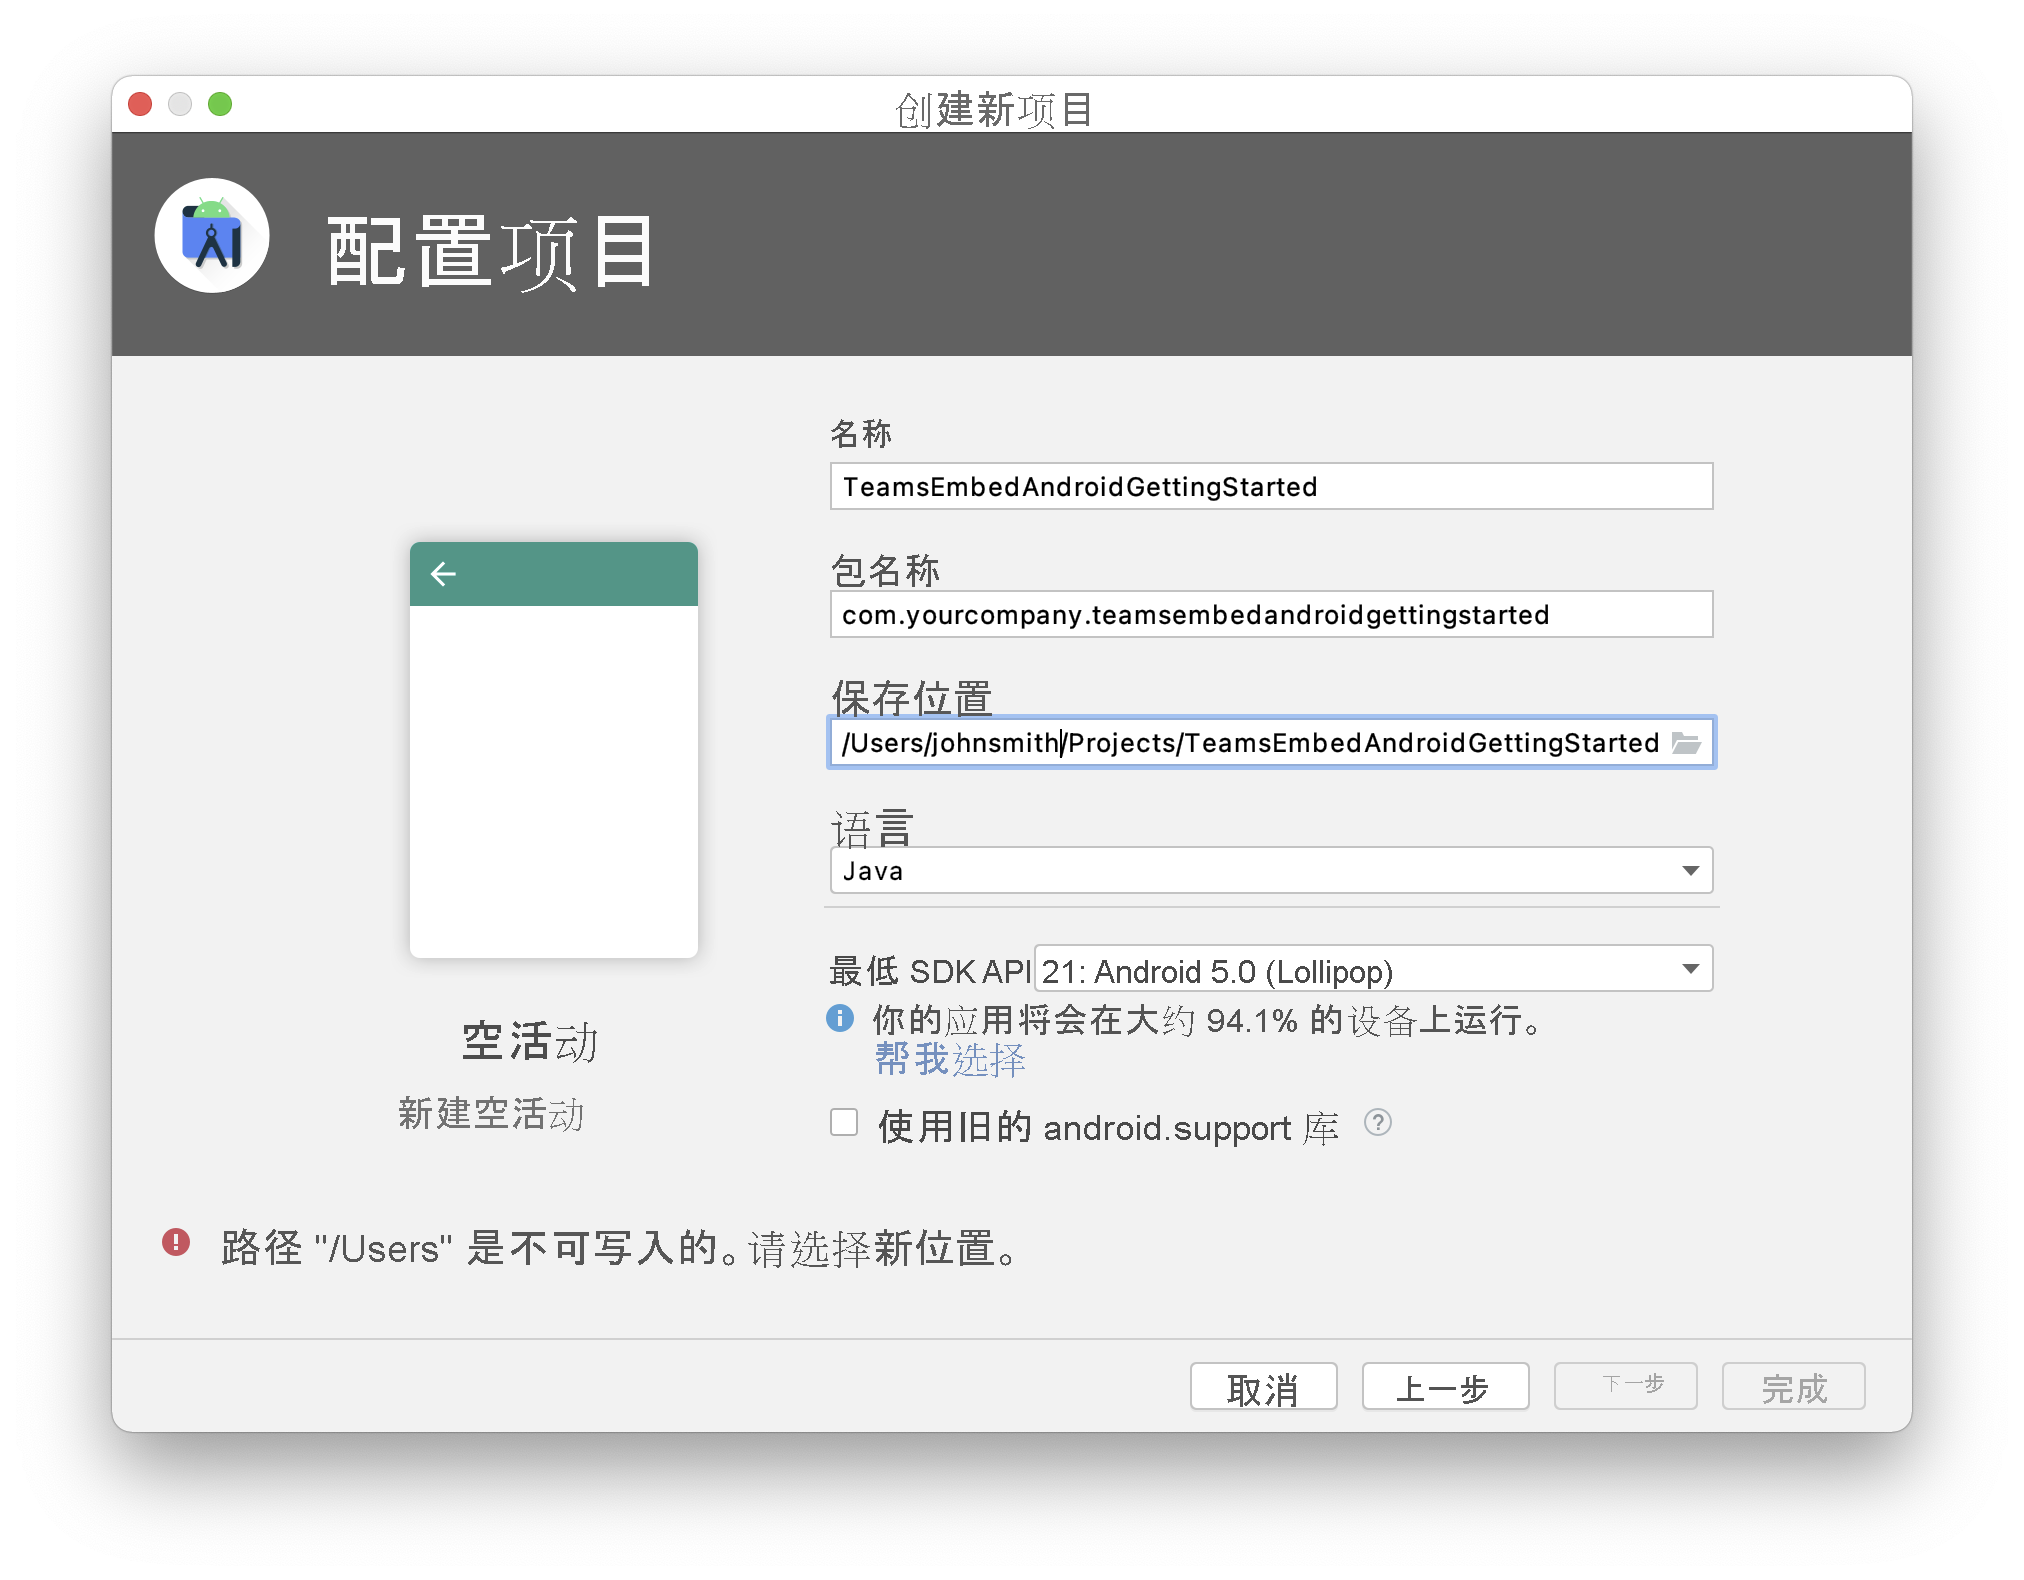 创建新项目
配置项目
名称
TeamsEmbedAndroidGettingStarted
包名称
com.yourcompany.teamsembedandroidgettingstarted
保存位置
/Users/johnsmith/Projects/TeamsEmbedAndroidGettingStarted
语言
Java
最低 SDK API 21: Android 5.0 (Lollipop)
你的应用将会在大约 94.1% 的设备上运行。
帮我选择
使用旧的 android.support 库 ?
空活动
新建空活动
路径 "/Users" 是不可写入的。请选择新位置。
取消 上一步 下一步 完成